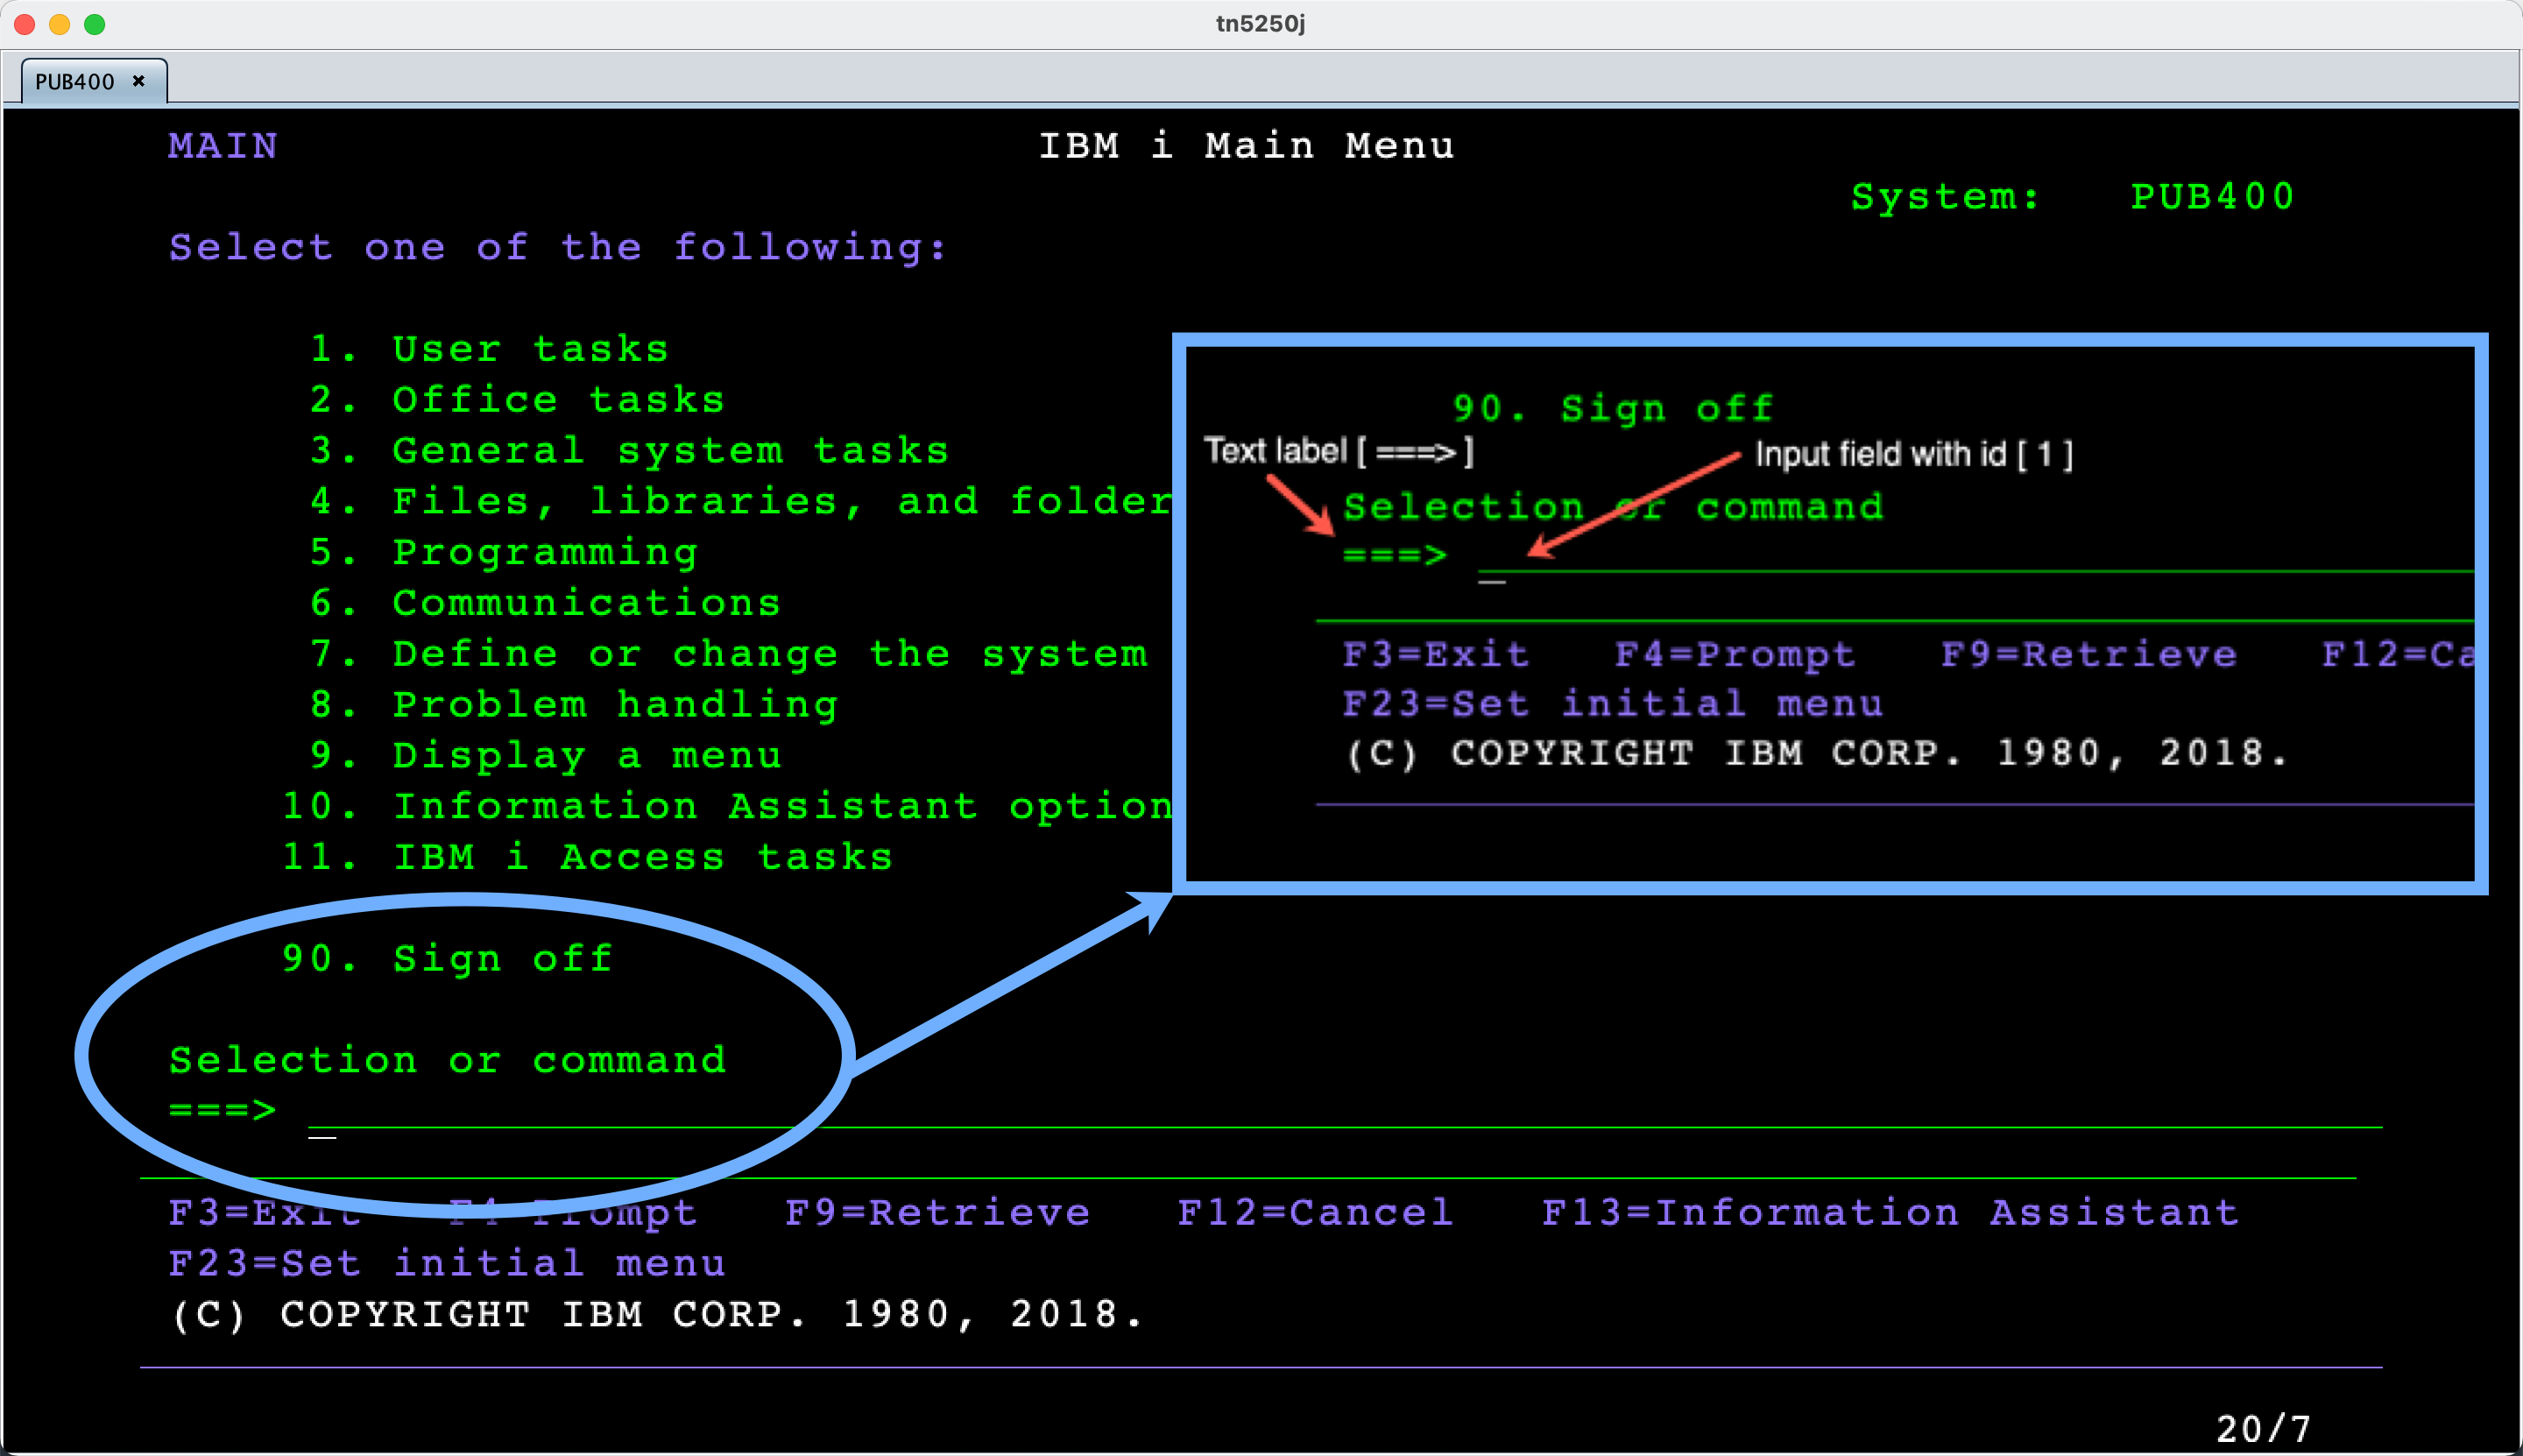 tn5250j
PUB400 ×
MAIN IBM i Main Menu
System: PUB400
Select one of the following:
1. User tasks
2. Office tasks
3. General system tasks
4. Files, libraries, and folder
5. Programming
6. Communications
7. Define or change the system
8. Problem handling
9. Display a menu
10. Information Assistant option
11. IBM i Access tasks
90. Sign off
Selection or command
===>
F3=Exit F4=Prompt F9=Retrieve F12=Cancel F13=Information Assistant
F23=Set initial menu
(C) COPYRIGHT IBM CORP. 1980, 2018.
20/7
90. Sign off
Text label [ ===> ] Input field with id [ 1 ]
Selection or command
===>
F3=Exit F4=Prompt F9=Retrieve F12=Ca
F23=Set initial menu
(C) COPYRIGHT IBM CORP. 1980, 2018.